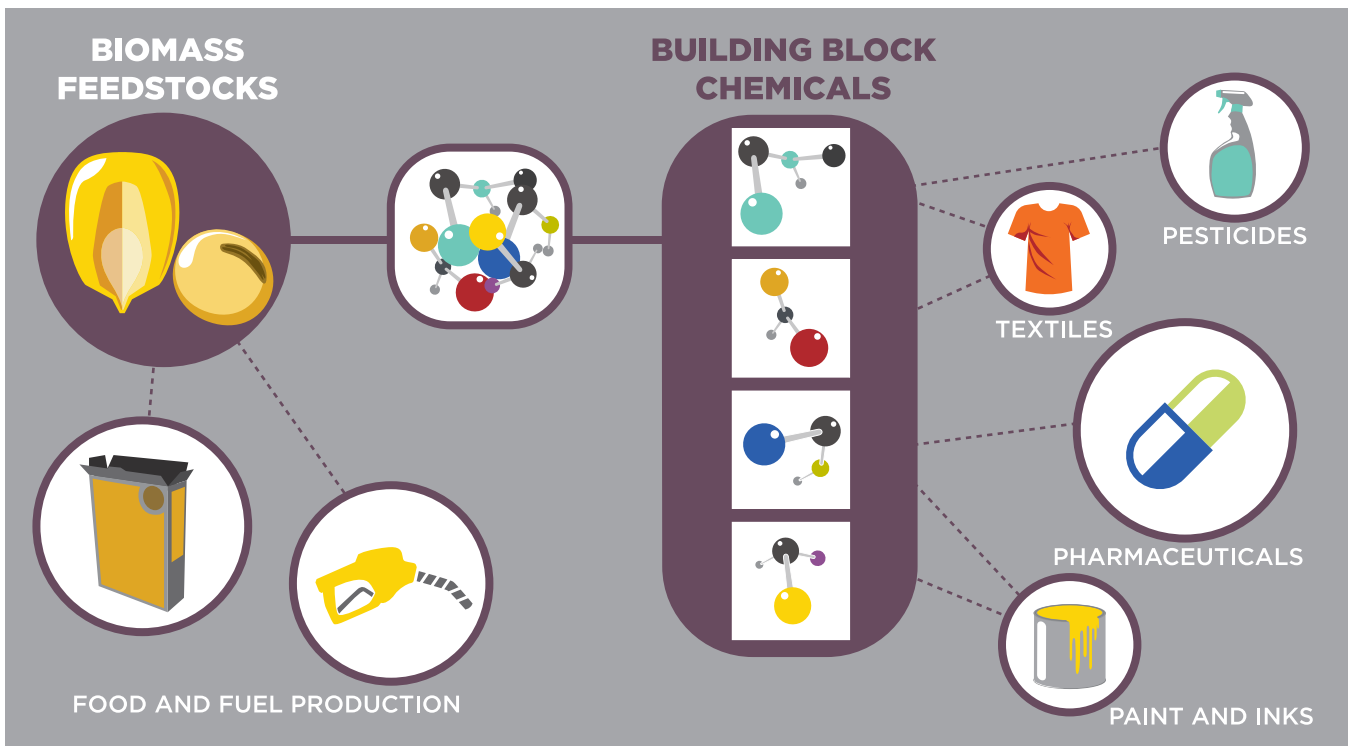 BIOMASS
FEEDSTOCKS
BUILDING BLOCK
CHEMICALS
PESTICIDES
TEXTILES
PHARMACEUTICALS
FOOD AND FUEL PRODUCTION
PAINT AND INKS